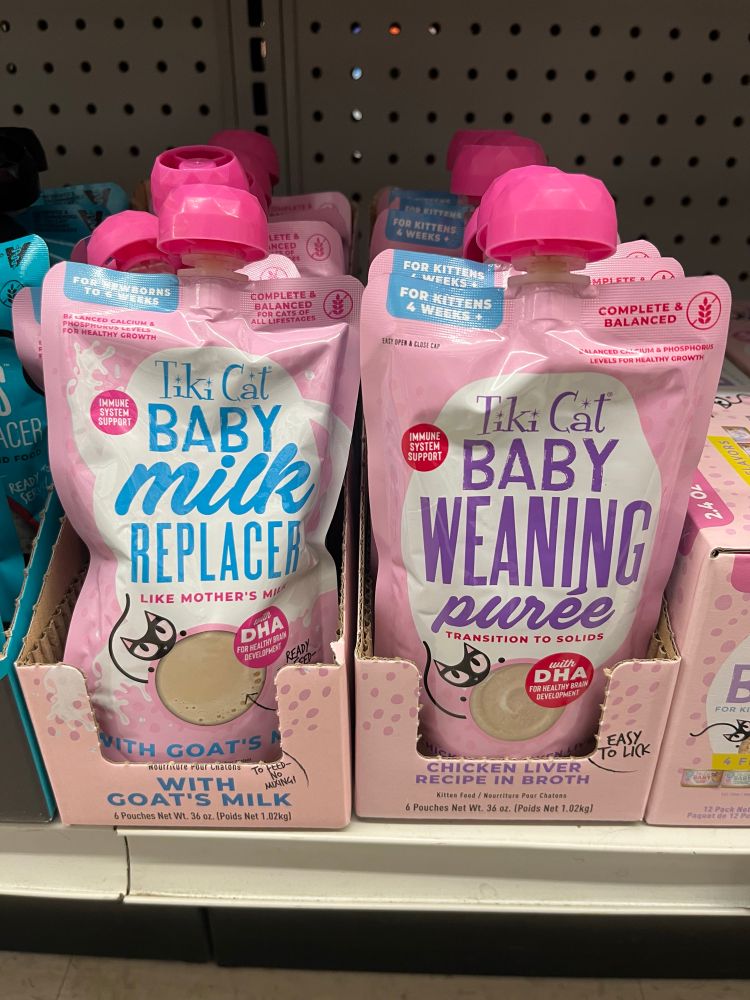 FOR NEWBORNS
TO 6 WEEKS
COMPLETE &
BALANCED
FOR CATS OF
ALL LIFESTAGES
BALANCED CALCIUM &
PHOSPHORUS LEVELS
FOR HEALTHY GROWTH
IMMUNE
SYSTEM
SUPPORT
Tiki Cat
BABY
milk
REPLACER
LIKE MOTHER'S MILK
with
DHA
FOR HEALTHY BRAIN
DEVELOPMENT
READY
WITH GOAT'S
Nourriture Pour Chatons
TO FEED-
NO
MIXING!
WITH
GOAT'S MILK
6 Pouches Net Wt. 36 oz. (Poids Net 1.02kg)
FOR KITTENS
4 WEEKS +
FOR KITTENS
4 WEEKS +
FOR KITTENS
4 WEEKS +
COMPLETE &
BALANCED
EASY OPEN & CLOSE CAP
BALANCED CALCIUM & PHOSPHORUS
LEVELS FOR HEALTHY GROWTH
IMMUNE
SYSTEM
SUPPORT
Tiki Cat®
BABY
WEANING
purée
TRANSITION TO SOLIDS
with
DHA
FOR HEALTHY BRAIN
DEVELOPMENT
EASY
TO LICK
CHICKEN LIVER
RECIPE IN BROTH
Kitten Food / Nourriture Pour Chatons
6 Pouches Net Wt. 36 oz. (Poids Net 1.02kg)
2.4 OZ
12 Pack Net
Paquet de 12